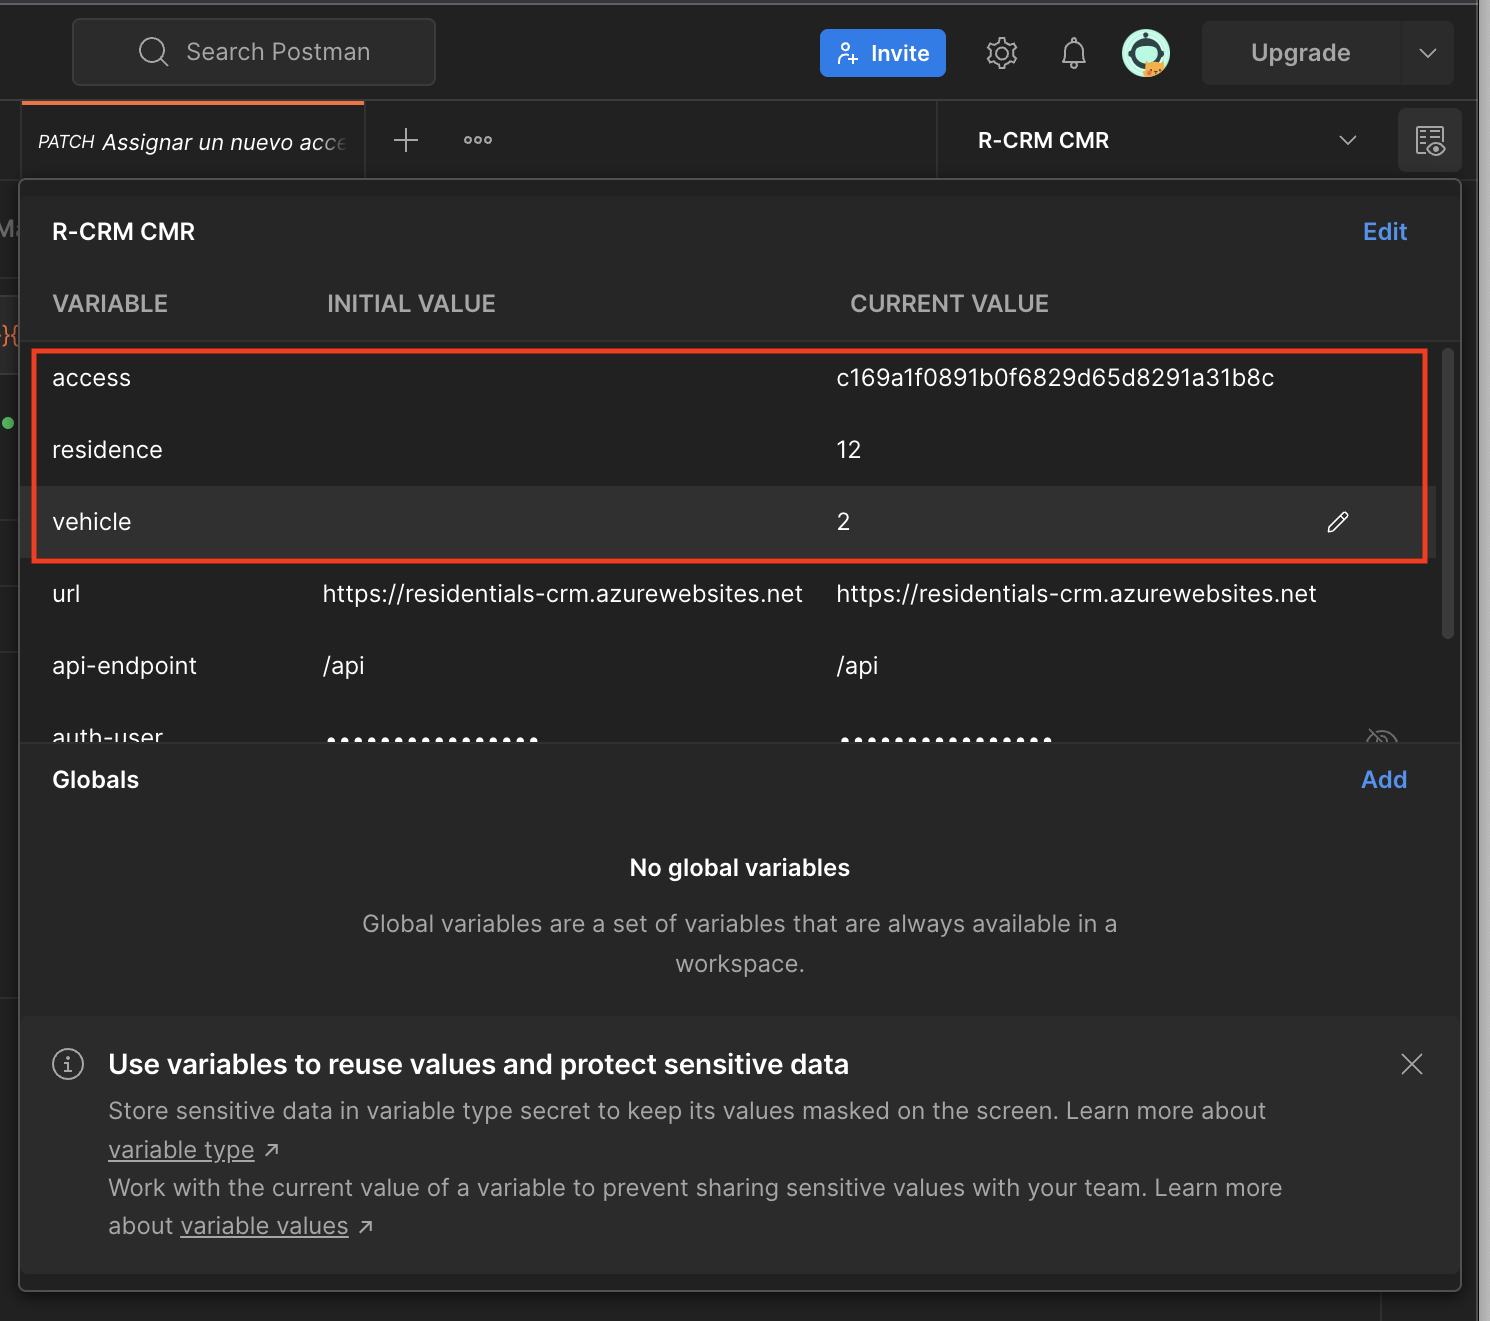 Search Postman
Invite
Upgrade
PATCH Assignar un nuevo acce
R-CRM CMR
R-CRM CMR
Edit
VARIABLE INITIAL VALUE CURRENT VALUE
access c169a1f0891b0f6829d65d8291a31b8c
residence 12
vehicle 2
url https://residentials-crm.azurewebsites.net https://residentials-crm.azurewebsites.net
api-endpoint /api /api
auth-user •••••••••••••••• ••••••••••••••••
Globals
Add
No global variables
Global variables are a set of variables that are always available in a
workspace.
Use variables to reuse values and protect sensitive data
Store sensitive data in variable type secret to keep its values masked on the screen. Learn more about
variable type ↗
Work with the current value of a variable to prevent sharing sensitive values with your team. Learn more
about variable values ↗